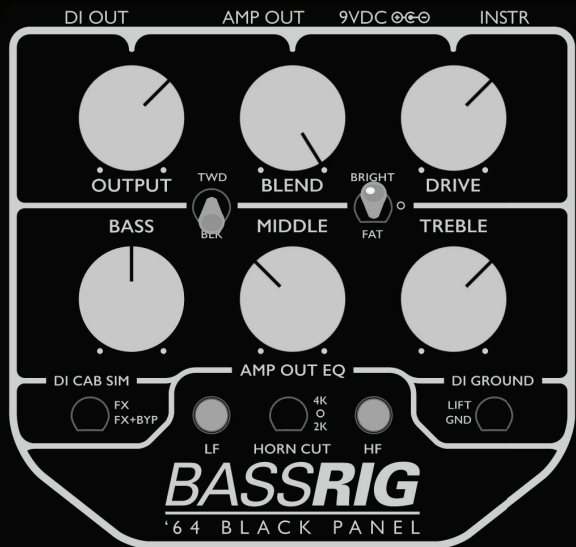 DI OUT AMP OUT 9VDC INSTR
OUTPUT BLEND DRIVE
TWD
BLK
BRIGHT
FAT
BASS MIDDLE TREBLE
DI CAB SIM
FX
FX+BYP
AMP OUT EQ
LF
4K
2K
HORN CUT
HF
DI GROUND
LIFT
GND
BASSRIG
'64 BLACK PANEL